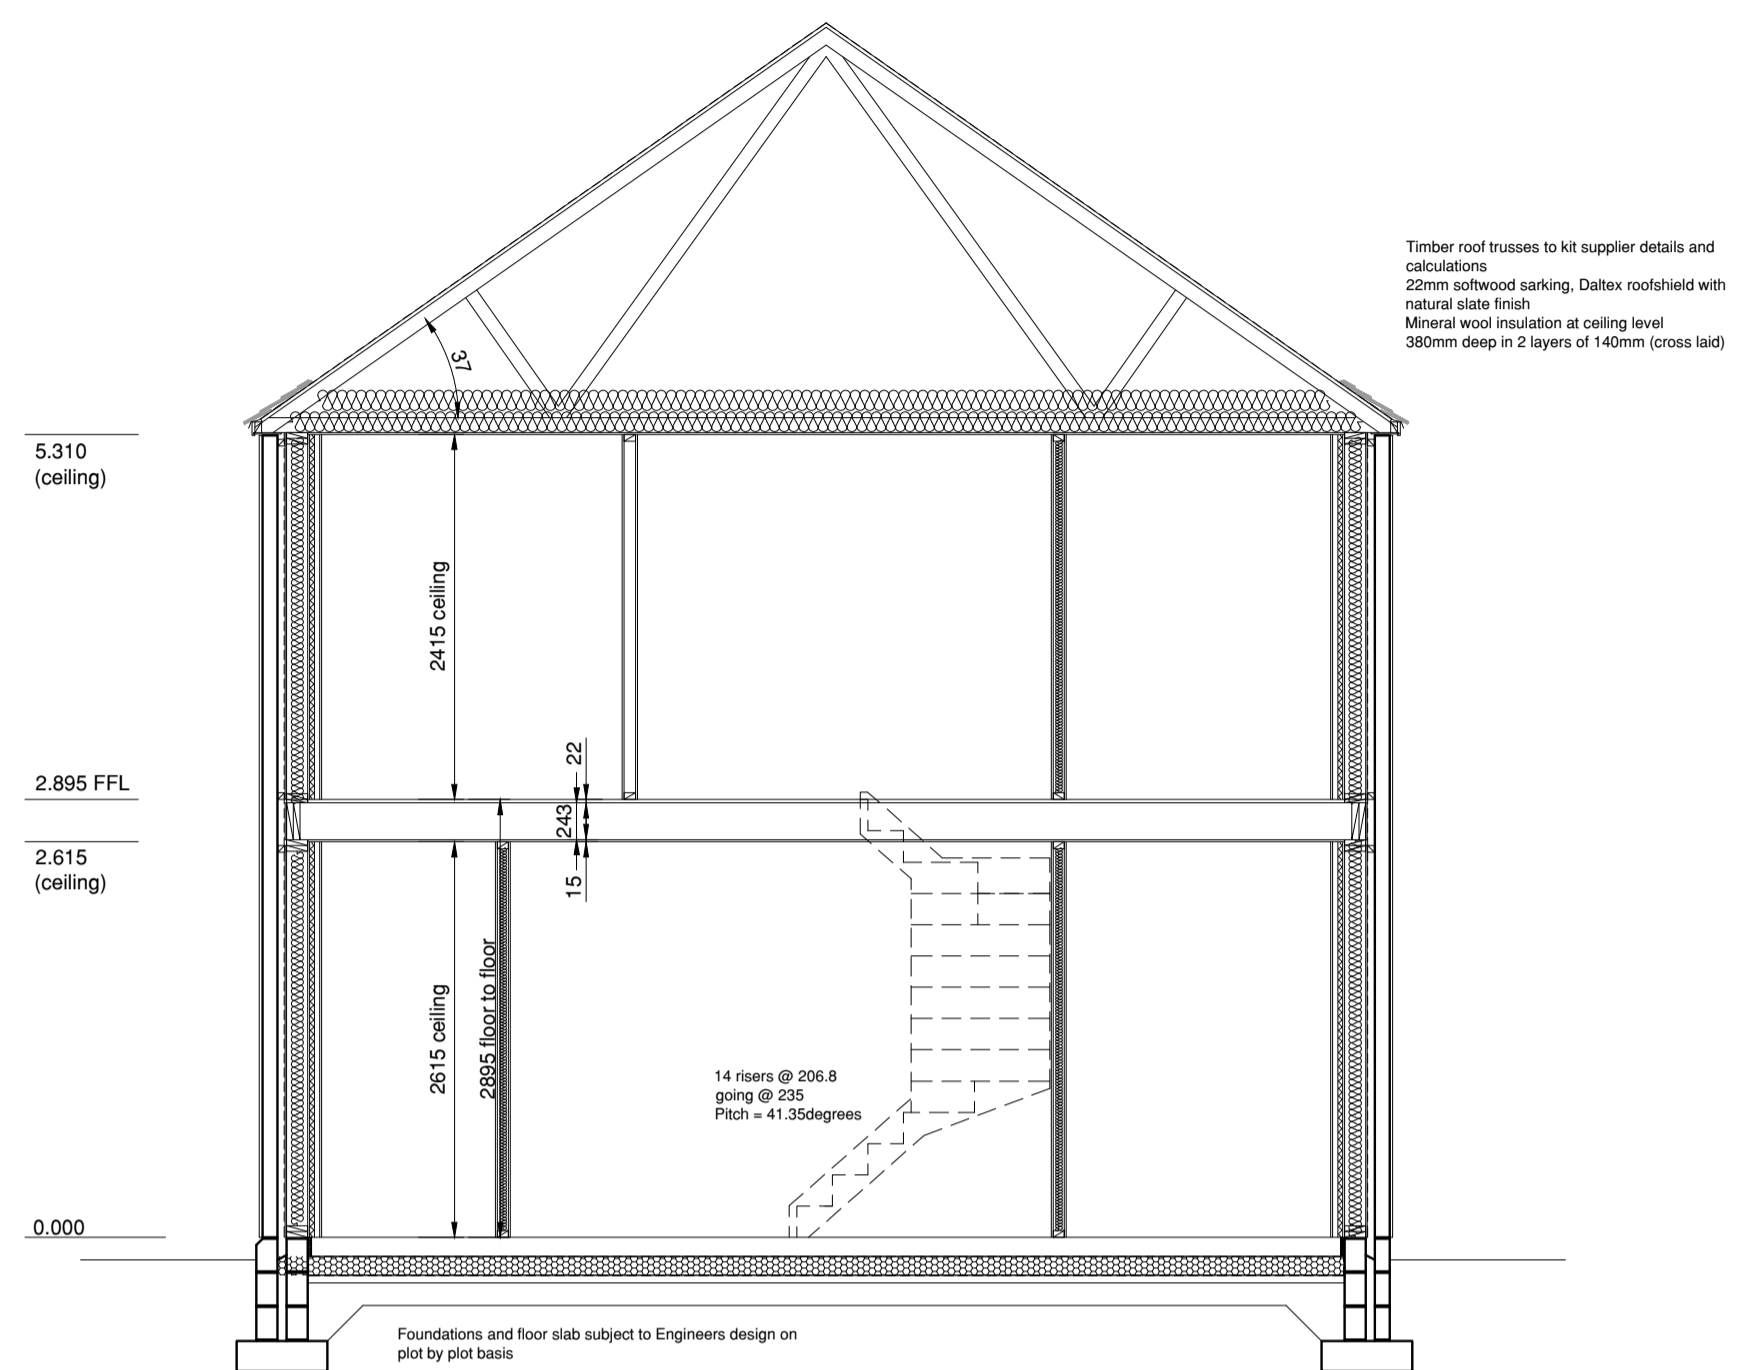 Timber roof trusses to kit supplier details and
calculations
22mm softwood sarking, Daltex roofshield with
natural slate finish
Mineral wool insulation at ceiling level
380mm deep in 2 layers of 140mm (cross laid)
37
5.310
(ceiling)
2415 ceiling
22
2.895 FFL
243
2.615
(ceiling)
15
2615 ceiling
2895 floor to floor
14 risers @ 206.8
going @ 235
Pitch = 41.35degrees
0.000
Foundations and floor slab subject to Engineers design on
plot by plot basis